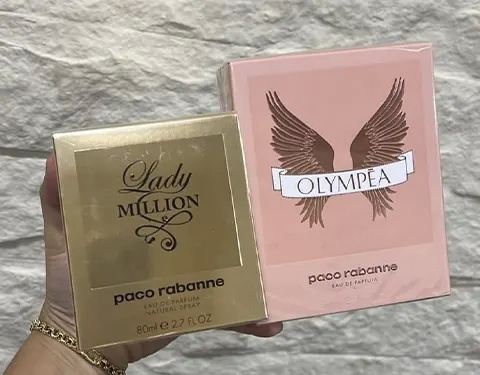 Lady
MILLION
paco rabanne
EAU DE PARFUM
NATURAL SPRAY
80ml e 2.7 FL OZ
OLYMPĒA
paco rabanne
EAU DE PARFUM